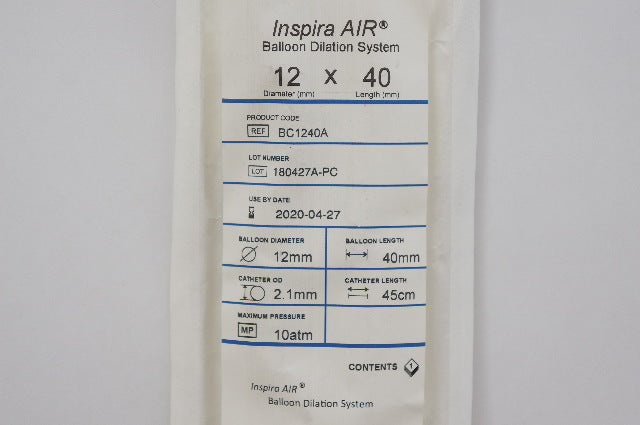 Inspira AIR®
Balloon Dilation System
12 x 40
Diameter (mm) Length (mm)
PRODUCT CODE
REF BC1240A
LOT NUMBER
LOT 180427A-PC
USE BY DATE
2020-04-27
BALLOON DIAMETER BALLOON LENGTH
12mm 40mm
CATHETER OD CATHETER LENGTH
2.1mm 45cm
MAXIMUM PRESSURE
MP 10atm
CONTENTS 1
Inspira AIR®
Balloon Dilation System